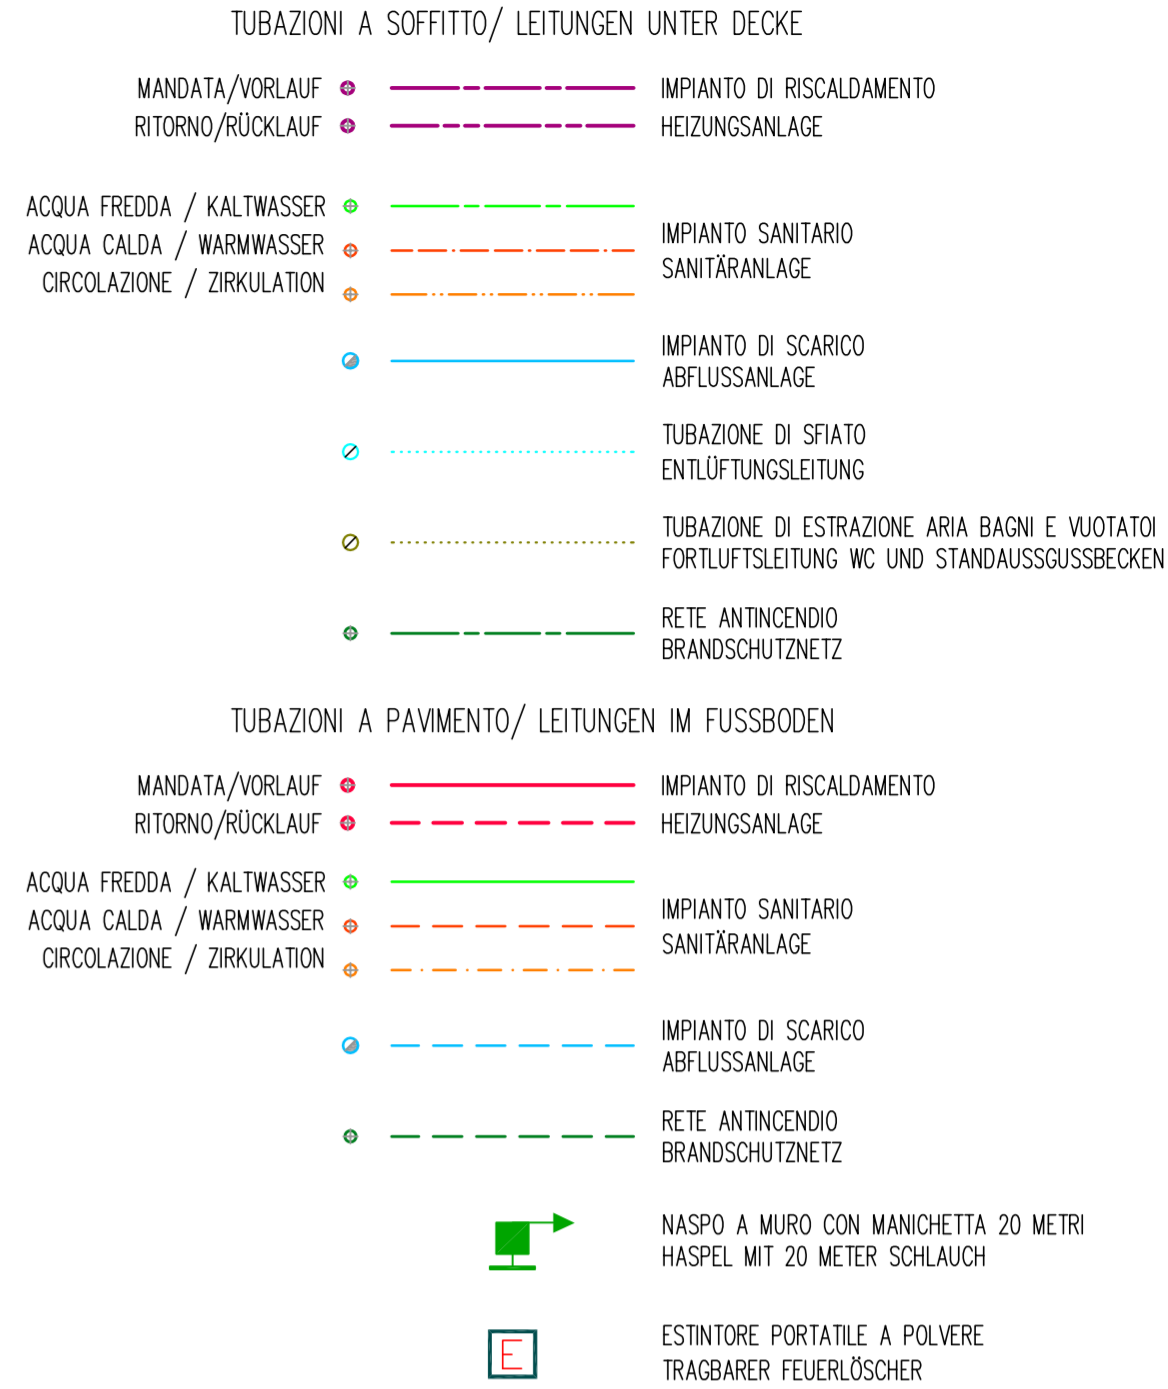 TUBAZIONI A SOFFITTO/ LEITUNGEN UNTER DECKE
MANDATA/VORLAUF IMPIANTO DI RISCALDAMENTO
RITORNO/RÜCKLAUF HEIZUNGSANLAGE
ACQUA FREDDA / KALTWASSER
ACQUA CALDA / WARMWASSER
CIRCOLAZIONE / ZIRKULATION
IMPIANTO SANITARIO
SANITÄRANLAGE
IMPIANTO DI SCARICO
ABFLUSSANLAGE
TUBAZIONE DI SFIATO
ENTLÜFTUNGSLEITUNG
TUBAZIONE DI ESTRAZIONE ARIA BAGNI E VUOTATOI
FORTLUFTSLEITUNG WC UND STANDAUSSGUSSBECKEN
RETE ANTINCENDIO
BRANDSCHUTZNETZ
TUBAZIONI A PAVIMENTO/ LEITUNGEN IM FUSSBODEN
MANDATA/VORLAUF IMPIANTO DI RISCALDAMENTO
RITORNO/RÜCKLAUF HEIZUNGSANLAGE
ACQUA FREDDA / KALTWASSER
ACQUA CALDA / WARMWASSER
CIRCOLAZIONE / ZIRKULATION
IMPIANTO SANITARIO
SANITÄRANLAGE
IMPIANTO DI SCARICO
ABFLUSSANLAGE
RETE ANTINCENDIO
BRANDSCHUTZNETZ
NASPO A MURO CON MANICHETTA 20 METRI
HASPEL MIT 20 METER SCHLAUCH
E
ESTINTORE PORTATILE A POLVERE
TRAGBARER FEUERLÖSCHER